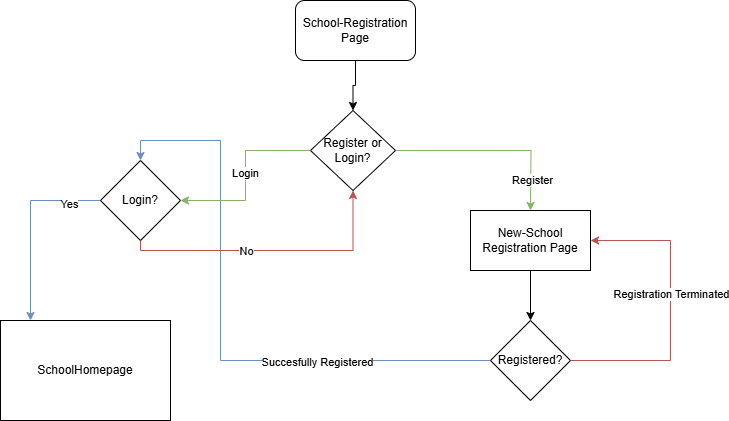 School-Registration
Page
Register or
Login?
Login
Register
Login?
Yes
No
New-School
Registration Page
Registration Terminated
Succesfully Registered
Registered?
SchoolHomepage